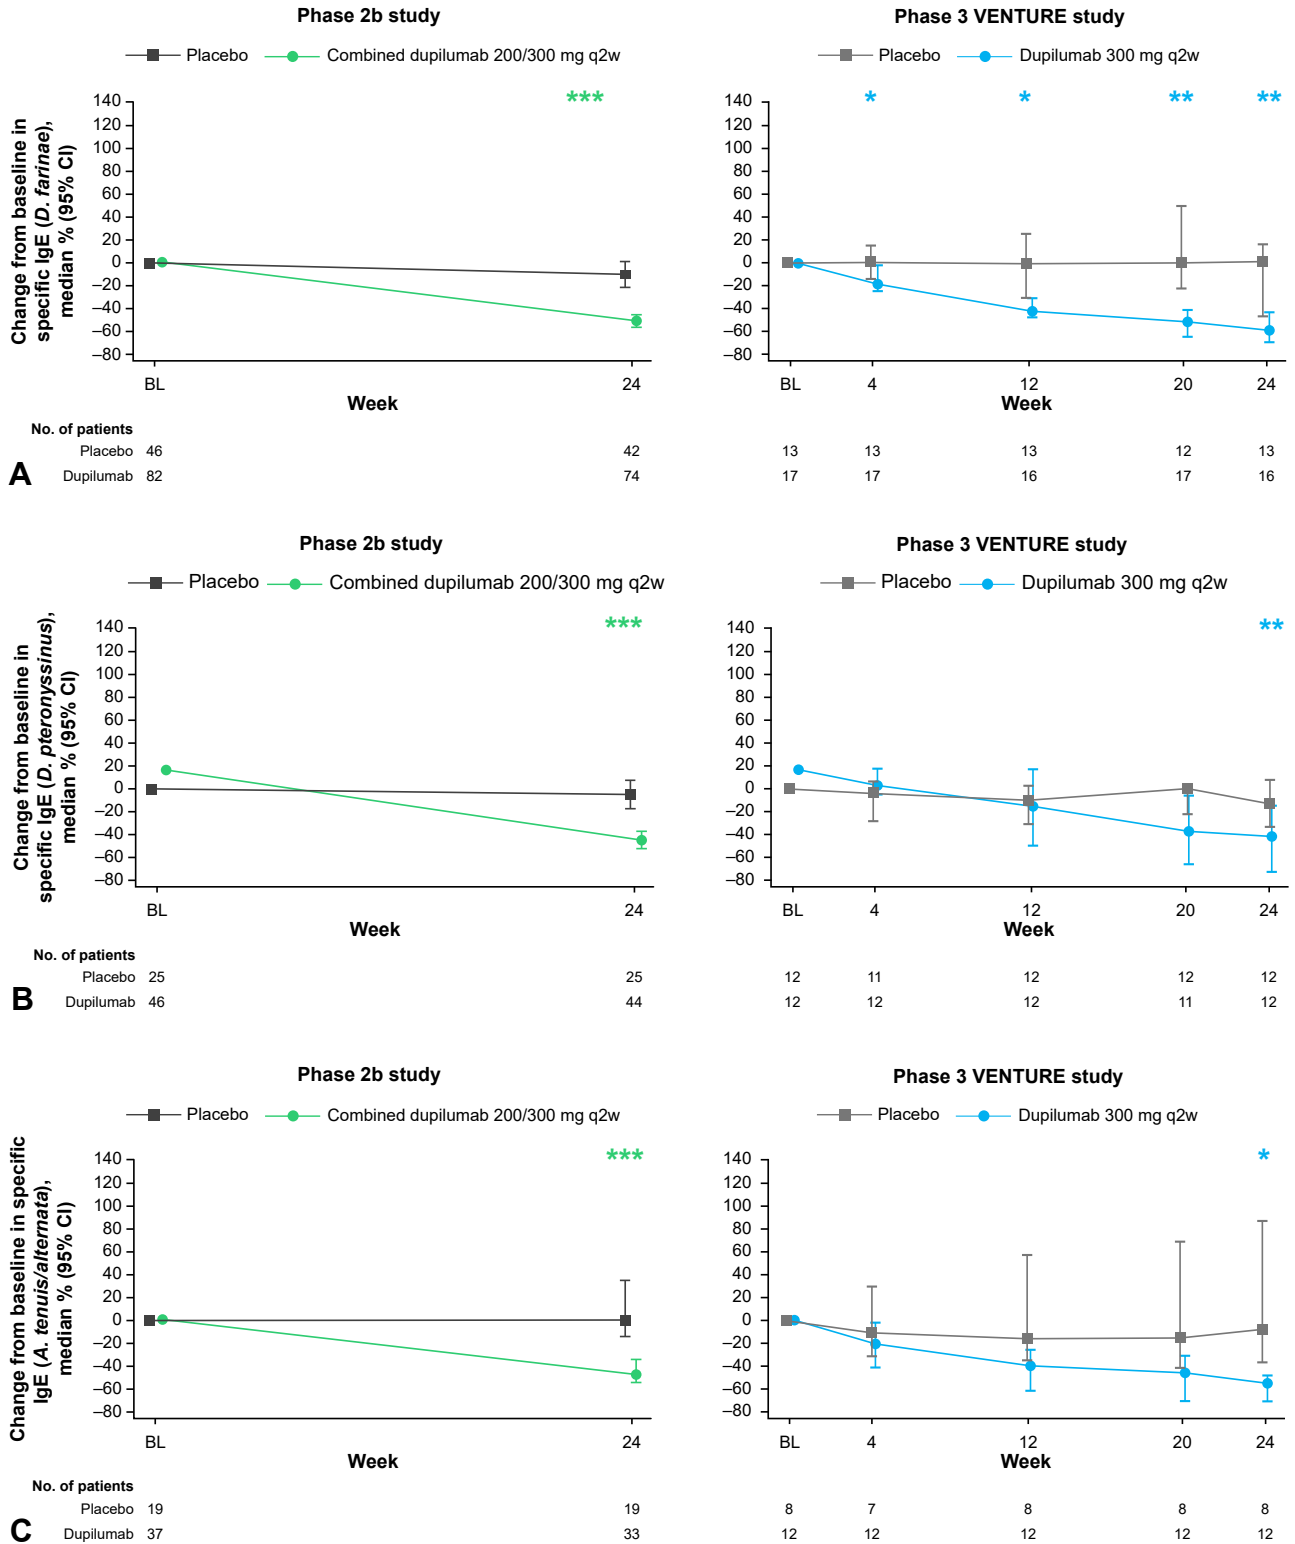 Phase 2b study
Placebo
Combined dupilumab 200/300 mg q2w
***
Change from baseline in
specific IgE (D. farinae),
median % (95% CI)
140
120
100
80
60
40
20
0
–20
–40
–60
–80
BL
24
Week
No. of patients
Placebo 46 42
Dupilumab 82 74
A
Phase 3 VENTURE study
Placebo
Dupilumab 300 mg q2w
* * ** **
140
120
100
80
60
40
20
0
–20
–40
–60
–80
BL 4 12 20 24
Week
13 13 13 12 13
17 17 16 17 16
Phase 2b study
Placebo
Combined dupilumab 200/300 mg q2w
***
Change from baseline in
specific IgE (D. pteronyssinus),
median % (95% CI)
140
120
100
80
60
40
20
0
–20
–40
–60
–80
BL
24
Week
No. of patients
Placebo 25 25
Dupilumab 46 44
B
Phase 3 VENTURE study
Placebo
Dupilumab 300 mg q2w
**
140
120
100
80
60
40
20
0
–20
–40
–60
–80
BL 4 12 20 24
Week
12 11 12 12 12
12 12 12 11 12
Phase 2b study
Placebo
Combined dupilumab 200/300 mg q2w
***
Change from baseline in specific
IgE (A. tenuis/alternata),
median % (95% CI)
140
120
100
80
60
40
20
0
–20
–40
–60
–80
BL
24
Week
No. of patients
Placebo 19 19
Dupilumab 37 33
C
Phase 3 VENTURE study
Placebo
Dupilumab 300 mg q2w
*
140
120
100
80
60
40
20
0
–20
–40
–60
–80
BL 4 12 20 24
Week
8 7 8 8 8
12 12 12 12 12